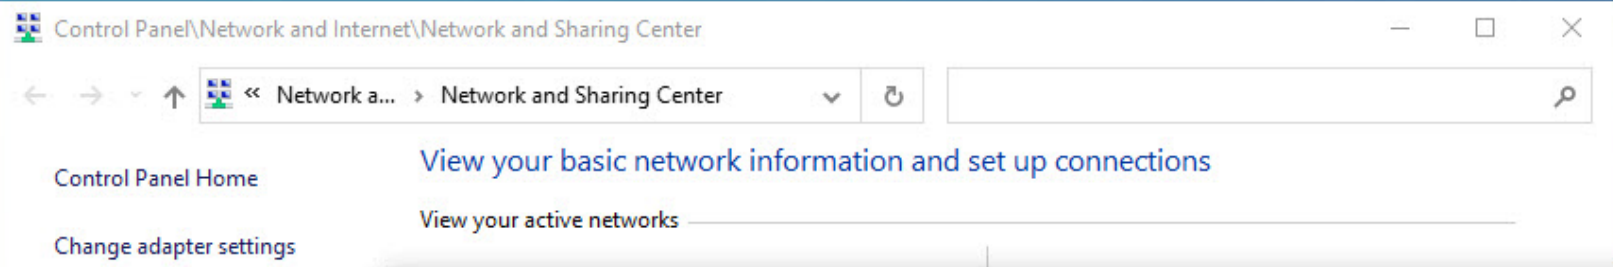 Control Panel\Network and Internet\Network and Sharing Center
« Network a... › Network and Sharing Center
View your basic network information and set up connections
Control Panel Home
View your active networks
Change adapter settings